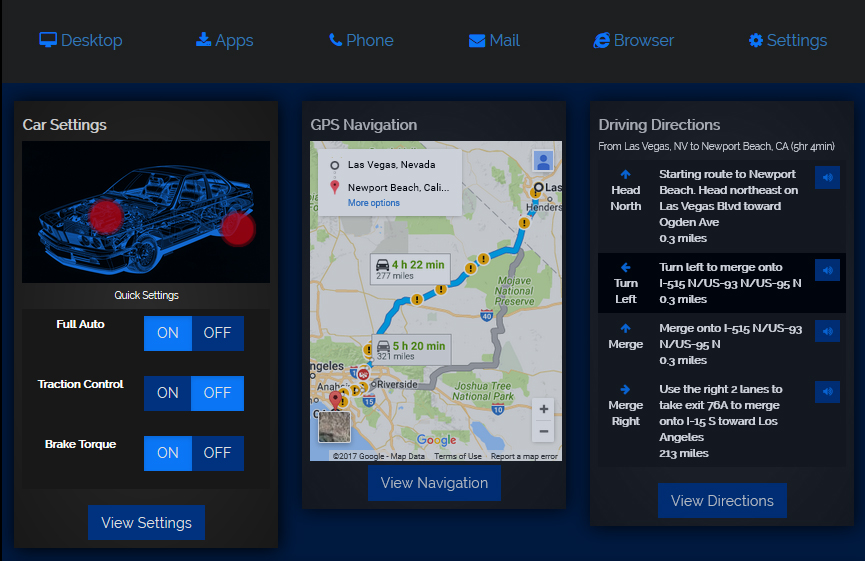 Desktop
Apps
Phone
Mail
Browser
Settings
Car Settings
Quick Settings
Full Auto
ON OFF
Traction Control
ON OFF
Brake Torque
ON OFF
View Settings
GPS Navigation
Las Vegas, Nevada
Newport Beach, Cali...
More options
Las
Henders
4 h 22 min
277 miles
Mojave
National
Preserve
40
5 h 20 min
321 miles
ngeles
Anahei
Riverside
15
Joshua Tree
National Park
10
+
−
Google
©2017 Google - Map Data Terms of Use Report a map error
View Navigation
Driving Directions
From Las Vegas, NV to Newport Beach, CA (5hr 4min)
Head
North
Starting route to Newport
Beach. Head northeast on
Las Vegas Blvd toward
Ogden Ave
0.3 miles
Turn
Left
Turn left to merge onto
I-515 N/US-93 N/US-95 N
0.3 miles
Merge
Merge onto I-515 N/US-93
N/US-95 N
0.3 miles
Merge
Right
Use the right 2 lanes to
take exit 76A to merge
onto I-15 S toward Los
Angeles
213 miles
View Directions